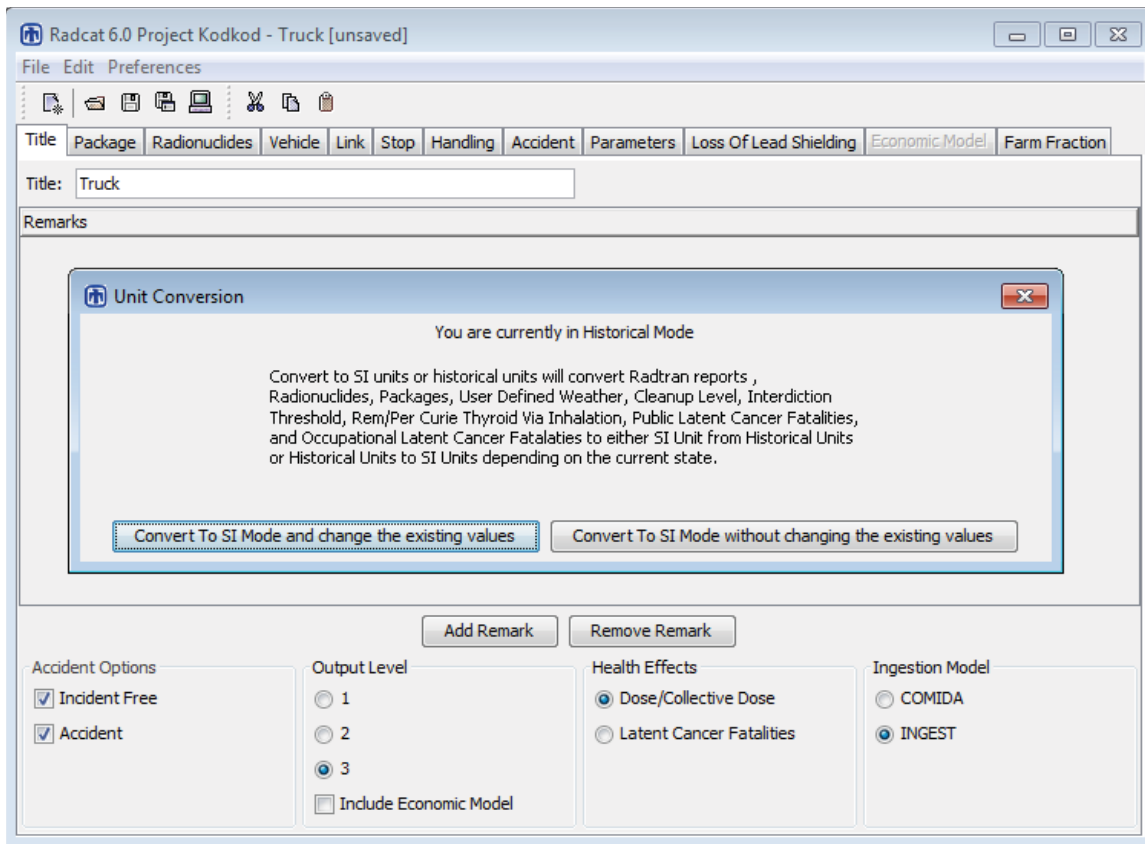 Radcat 6.0 Project Kodkod - Truck [unsaved]
File Edit Preferences
Title Package Radionuclides Vehicle Link Stop Handling Accident Parameters Loss Of Lead Shielding Economic Model Farm Fraction
Title: Truck
Remarks
Unit Conversion
You are currently in Historical Mode
Convert to SI units or historical units will convert Radtran reports ,
Radionuclides, Packages, User Defined Weather, Cleanup Level, Interdiction
Threshold, Rem/Per Curie Thyroid Via Inhalation, Public Latent Cancer Fatalities,
and Occupational Latent Cancer Fatalaties to either SI Unit from Historical Units
or Historical Units to SI Units depending on the current state.
Convert To SI Mode and change the existing values Convert To SI Mode without changing the existing values
Add Remark Remove Remark
Accident Options Output Level Health Effects Ingestion Model
Incident Free 1 Dose/Collective Dose COMIDA
Accident 2 Latent Cancer Fatalities INGEST
3
Include Economic Model